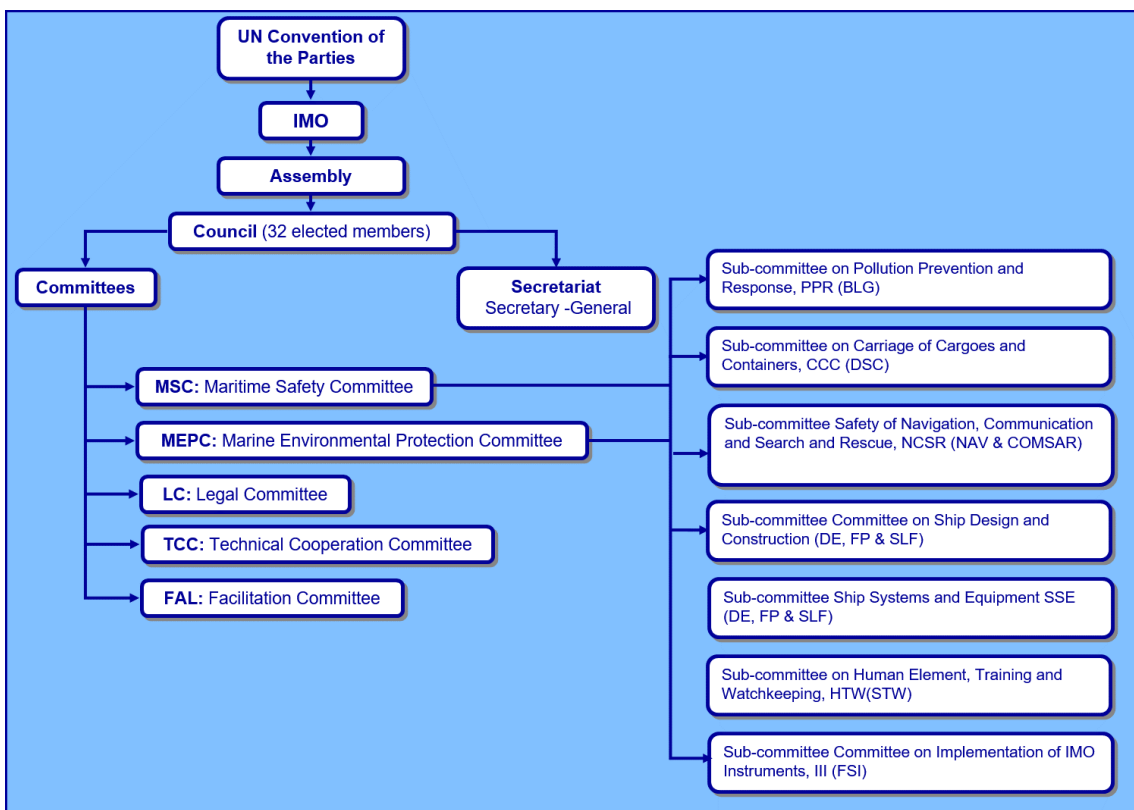 UN Convention of
the Parties
IMO
Assembly
Council (32 elected members)
Committees
Secretariat
Secretary -General
MSC: Maritime Safety Committee
MEPC: Marine Environmental Protection Committee
LC: Legal Committee
TCC: Technical Cooperation Committee
FAL: Facilitation Committee
Sub-committee on Pollution Prevention and
Response, PPR (BLG)
Sub-committee on Carriage of Cargoes and
Containers, CCC (DSC)
Sub-committee Safety of Navigation, Communication
and Search and Rescue, NCSR (NAV & COMSAR)
Sub-committee Committee on Ship Design and
Construction (DE, FP & SLF)
Sub-committee Ship Systems and Equipment SSE
(DE, FP & SLF)
Sub-committee on Human Element, Training and
Watchkeeping, HTW(STW)
Sub-committee Committee on Implementation of IMO
Instruments, III (FSI)